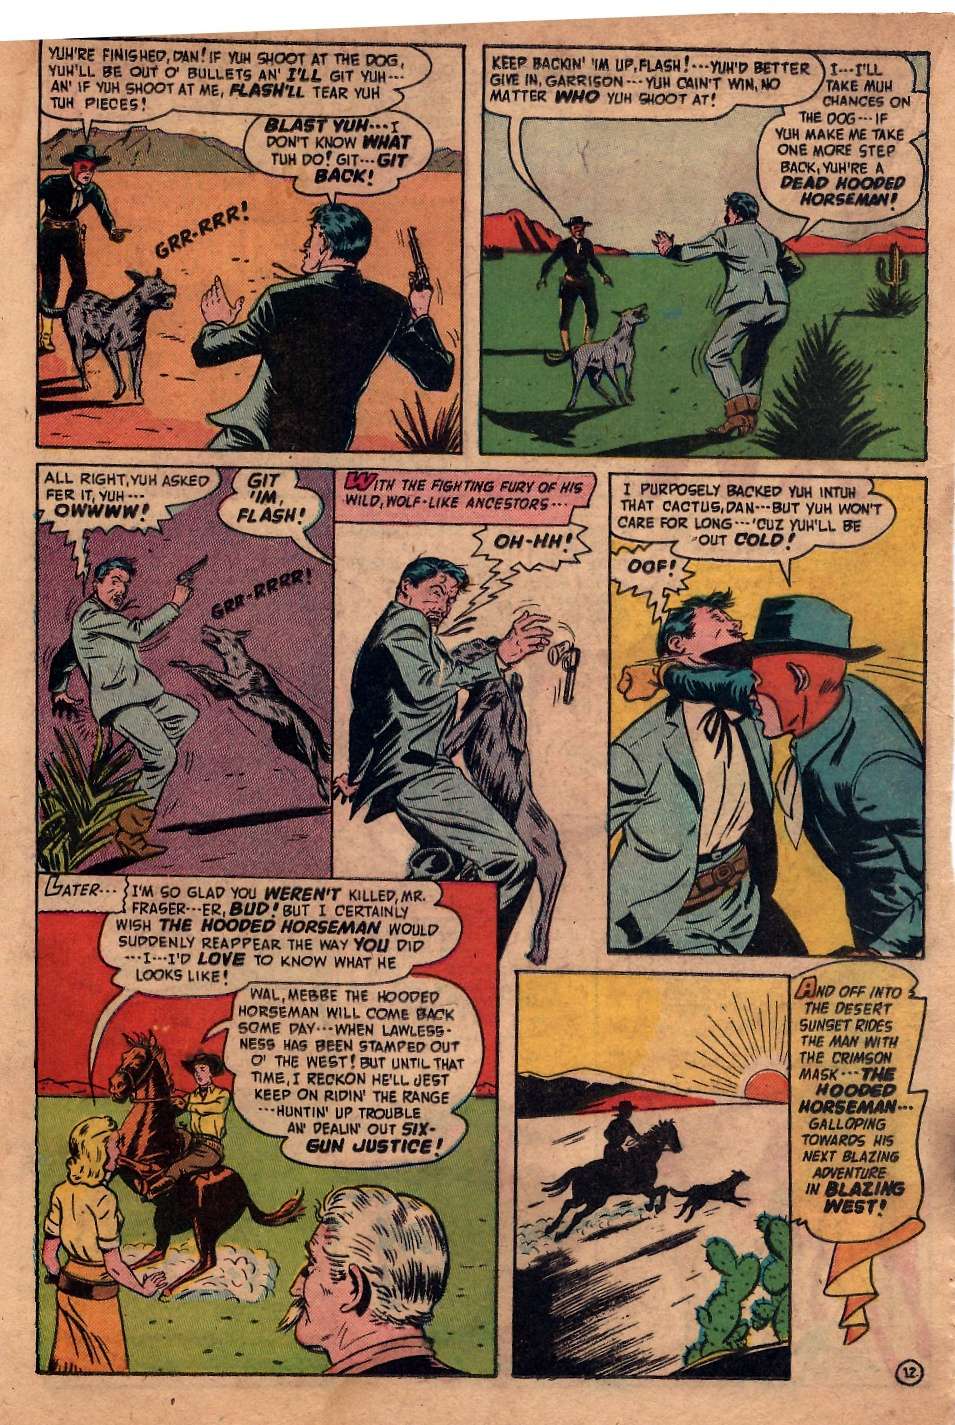 YUH'RE FINISHED, DAN! IF YUH SHOOT AT THE DOG,
YUH'LL BE OUT O' BULLETS AN' I'LL GIT YUH---
AN' IF YUH SHOOT AT ME, FLASH'LL TEAR YUH
TUH PIECES!
BLAST YUH---I
DON'T KNOW WHAT
TUH DO! GIT---GIT
BACK!
GRR-RRR!
KEEP BACKIN' 'IM UP, FLASH!---YUH'D BETTER
GIVE IN, GARRISON---YUH CAIN'T WIN, NO
MATTER WHO YUH SHOOT AT!
I---I'LL
TAKE MUH
CHANCES ON
THE DOG---IF
YUH MAKE ME TAKE
ONE MORE STEP
BACK, YUH'RE A
DEAD HOODED
HORSEMAN!
ALL RIGHT, YUH ASKED
FER IT, YUH---
OWWWW!
GIT
'IM,
FLASH!
GRR-RRRR!
WITH THE FIGHTING FURY OF HIS
WILD, WOLF-LIKE ANCESTORS---
OH-HH!
I PURPOSELY BACKED YUH INTUH
THAT CACTUS, DAN---BUT YUH WON'T
CARE FOR LONG---'CUZ YUH'LL BE
OUT COLD!
OOF!
LATER---
I'M SO GLAD YOU WEREN'T KILLED, MR.
FRASER---ER, BUD! BUT I CERTAINLY
WISH THE HOODED HORSEMAN WOULD
SUDDENLY REAPPEAR THE WAY YOU DID
---I---I'D LOVE TO KNOW WHAT HE
LOOKS LIKE!
WAL, MEBBE THE HOODED
HORSEMAN WILL COME BACK
SOME DAY---WHEN LAWLESS-
NESS HAS BEEN STAMPED OUT
O' THE WEST! BUT UNTIL THAT
TIME, I RECKON HE'LL JEST
KEEP ON RIDIN' THE RANGE
---HUNTIN' UP TROUBLE
AN' DEALIN' OUT SIX-
GUN JUSTICE!
AND OFF INTO
THE DESERT
SUNSET RIDES
THE MAN WITH
THE CRIMSON
MASK---THE
HOODED
HORSEMAN---
GALLOPING
TOWARDS HIS
NEXT BLAZING
ADVENTURE
IN BLAZING
WEST!
12